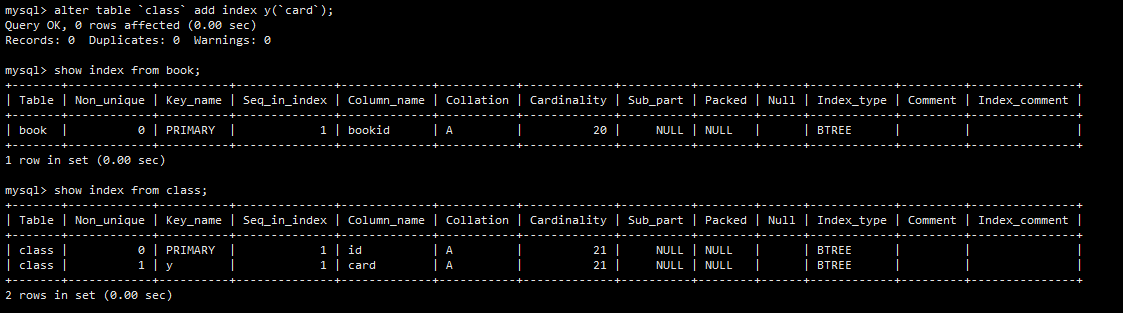 mysql> alter table `class` add index y(`card`);
Query OK, 0 rows affected (0.00 sec)
Records: 0  Duplicates: 0  Warnings: 0

mysql> show index from book;
+-------+------------+----------+--------------+-------------+-----------+-------------+----------+--------+------+------------+---------+---------------+
| Table | Non_unique | Key_name | Seq_in_index | Column_name | Collation | Cardinality | Sub_part | Packed | Null | Index_type | Comment | Index_comment |
+-------+------------+----------+--------------+-------------+-----------+-------------+----------+--------+------+------------+---------+---------------+
| book  |          0 | PRIMARY  |            1 | bookid      | A         |          20 |     NULL | NULL   |      | BTREE      |         |               |
+-------+------------+----------+--------------+-------------+-----------+-------------+----------+--------+------+------------+---------+---------------+
1 row in set (0.00 sec)

mysql> show index from class;
+-------+------------+----------+--------------+-------------+-----------+-------------+----------+--------+------+------------+---------+---------------+
| Table | Non_unique | Key_name | Seq_in_index | Column_name | Collation | Cardinality | Sub_part | Packed | Null | Index_type | Comment | Index_comment |
+-------+------------+----------+--------------+-------------+-----------+-------------+----------+--------+------+------------+---------+---------------+
| class |          0 | PRIMARY  |            1 | id          | A         |          21 |     NULL | NULL   |      | BTREE      |         |               |
| class |          1 | y        |            1 | card        | A         |          21 |     NULL | NULL   |      | BTREE      |         |               |
+-------+------------+----------+--------------+-------------+-----------+-------------+----------+--------+------+------------+---------+---------------+
2 rows in set (0.00 sec)